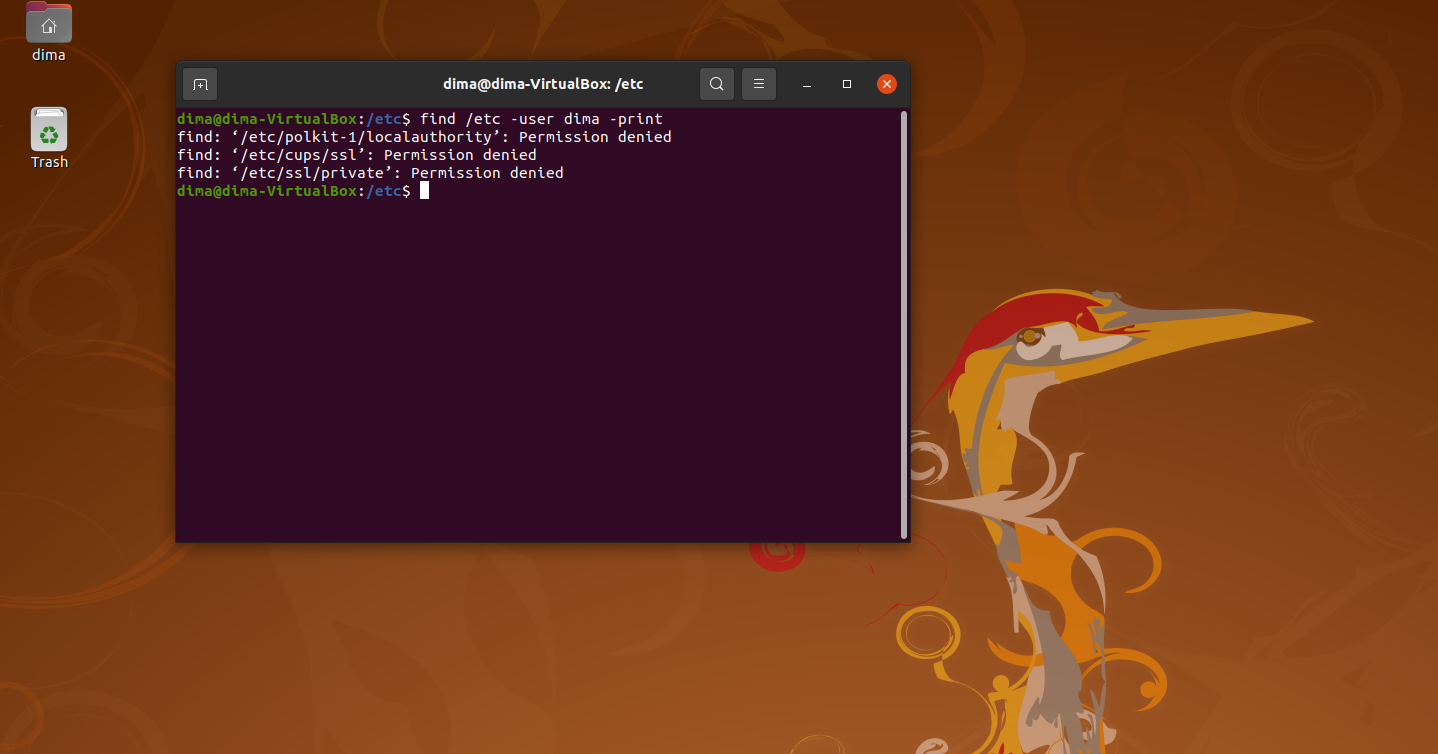 dima
Trash
dima@dima-VirtualBox: /etc
dima@dima-VirtualBox:/etc$ find /etc -user dima -print
find: ‘/etc/polkit-1/localauthority’: Permission denied
find: ‘/etc/cups/ssl’: Permission denied
find: ‘/etc/ssl/private’: Permission denied
dima@dima-VirtualBox:/etc$